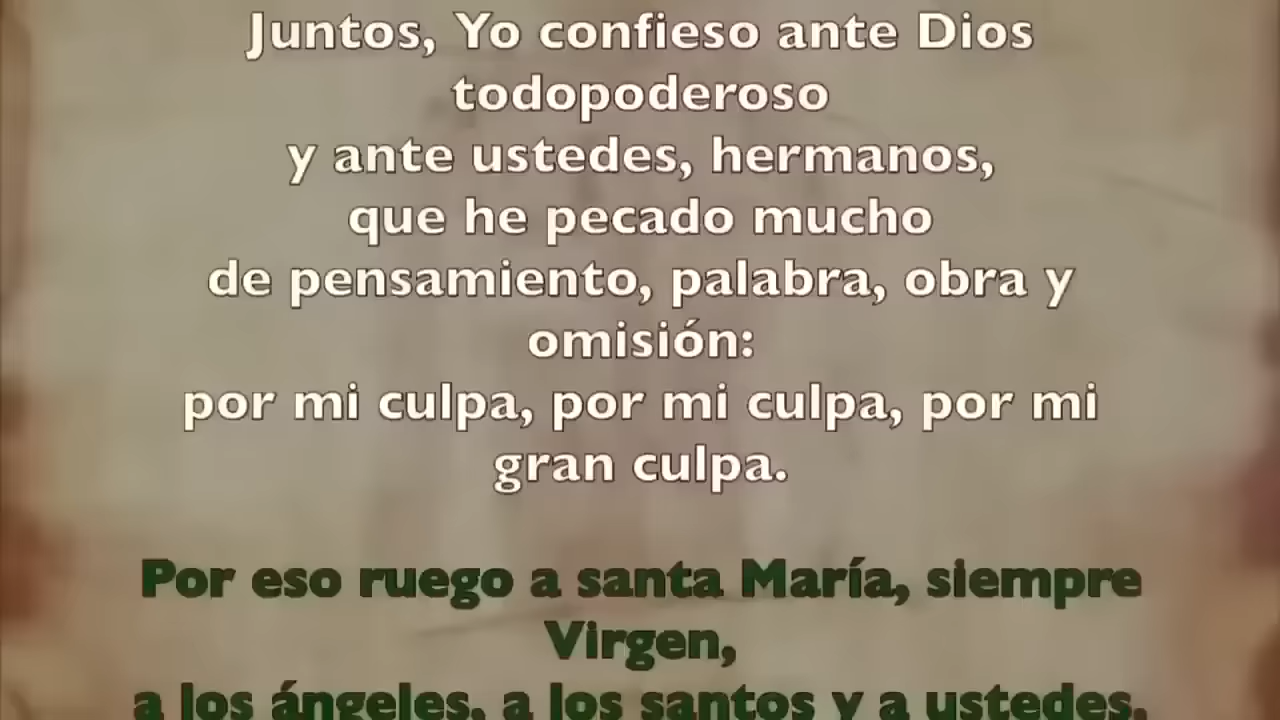 Juntos, Yo confieso ante Dios
todopoderoso
y ante ustedes, hermanos,
que he pecado mucho
de pensamiento, palabra, obra y
omisión:
por mi culpa, por mi culpa, por mi
gran culpa.
Por eso ruego a santa María, siempre
Virgen,
a los ángeles, a los santos y a ustedes,